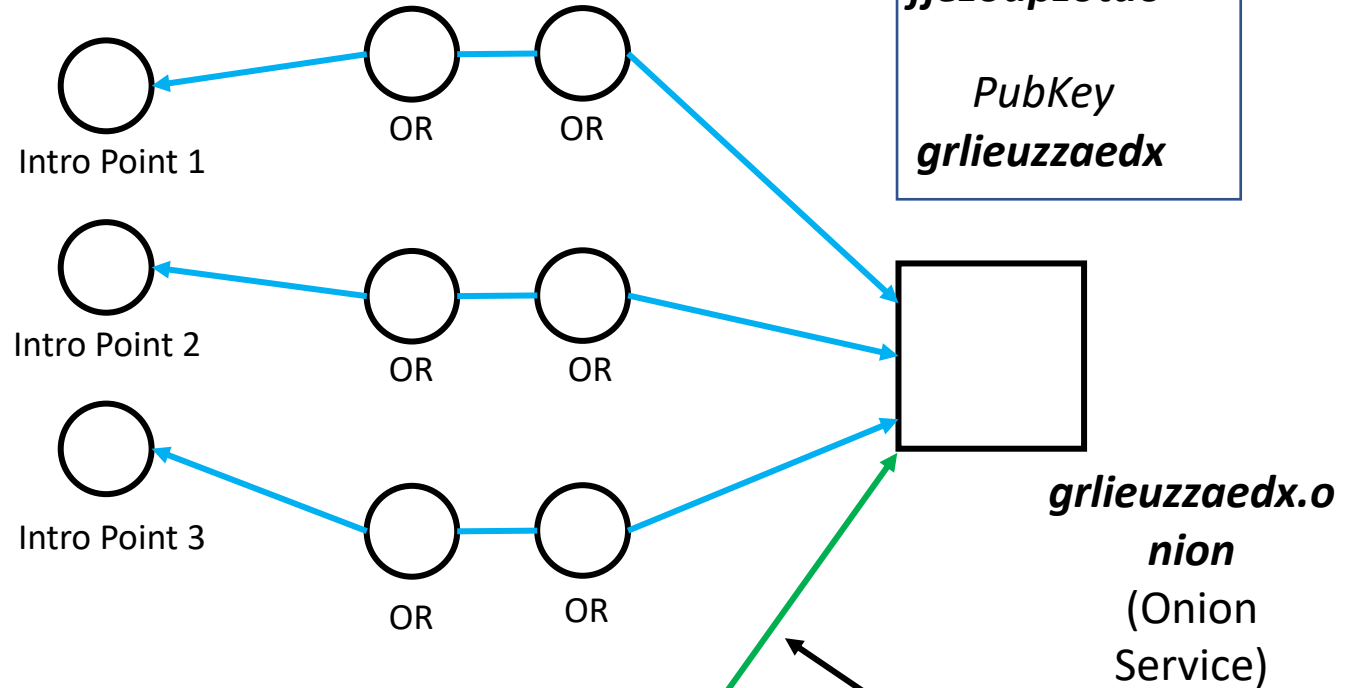 PubKey
grlieuzzaedx
OR
OR
Intro Point 1
OR
OR
Intro Point 2
OR
OR
Intro Point 3
grlieuzzaedx.o
nion
(Onion
Service)